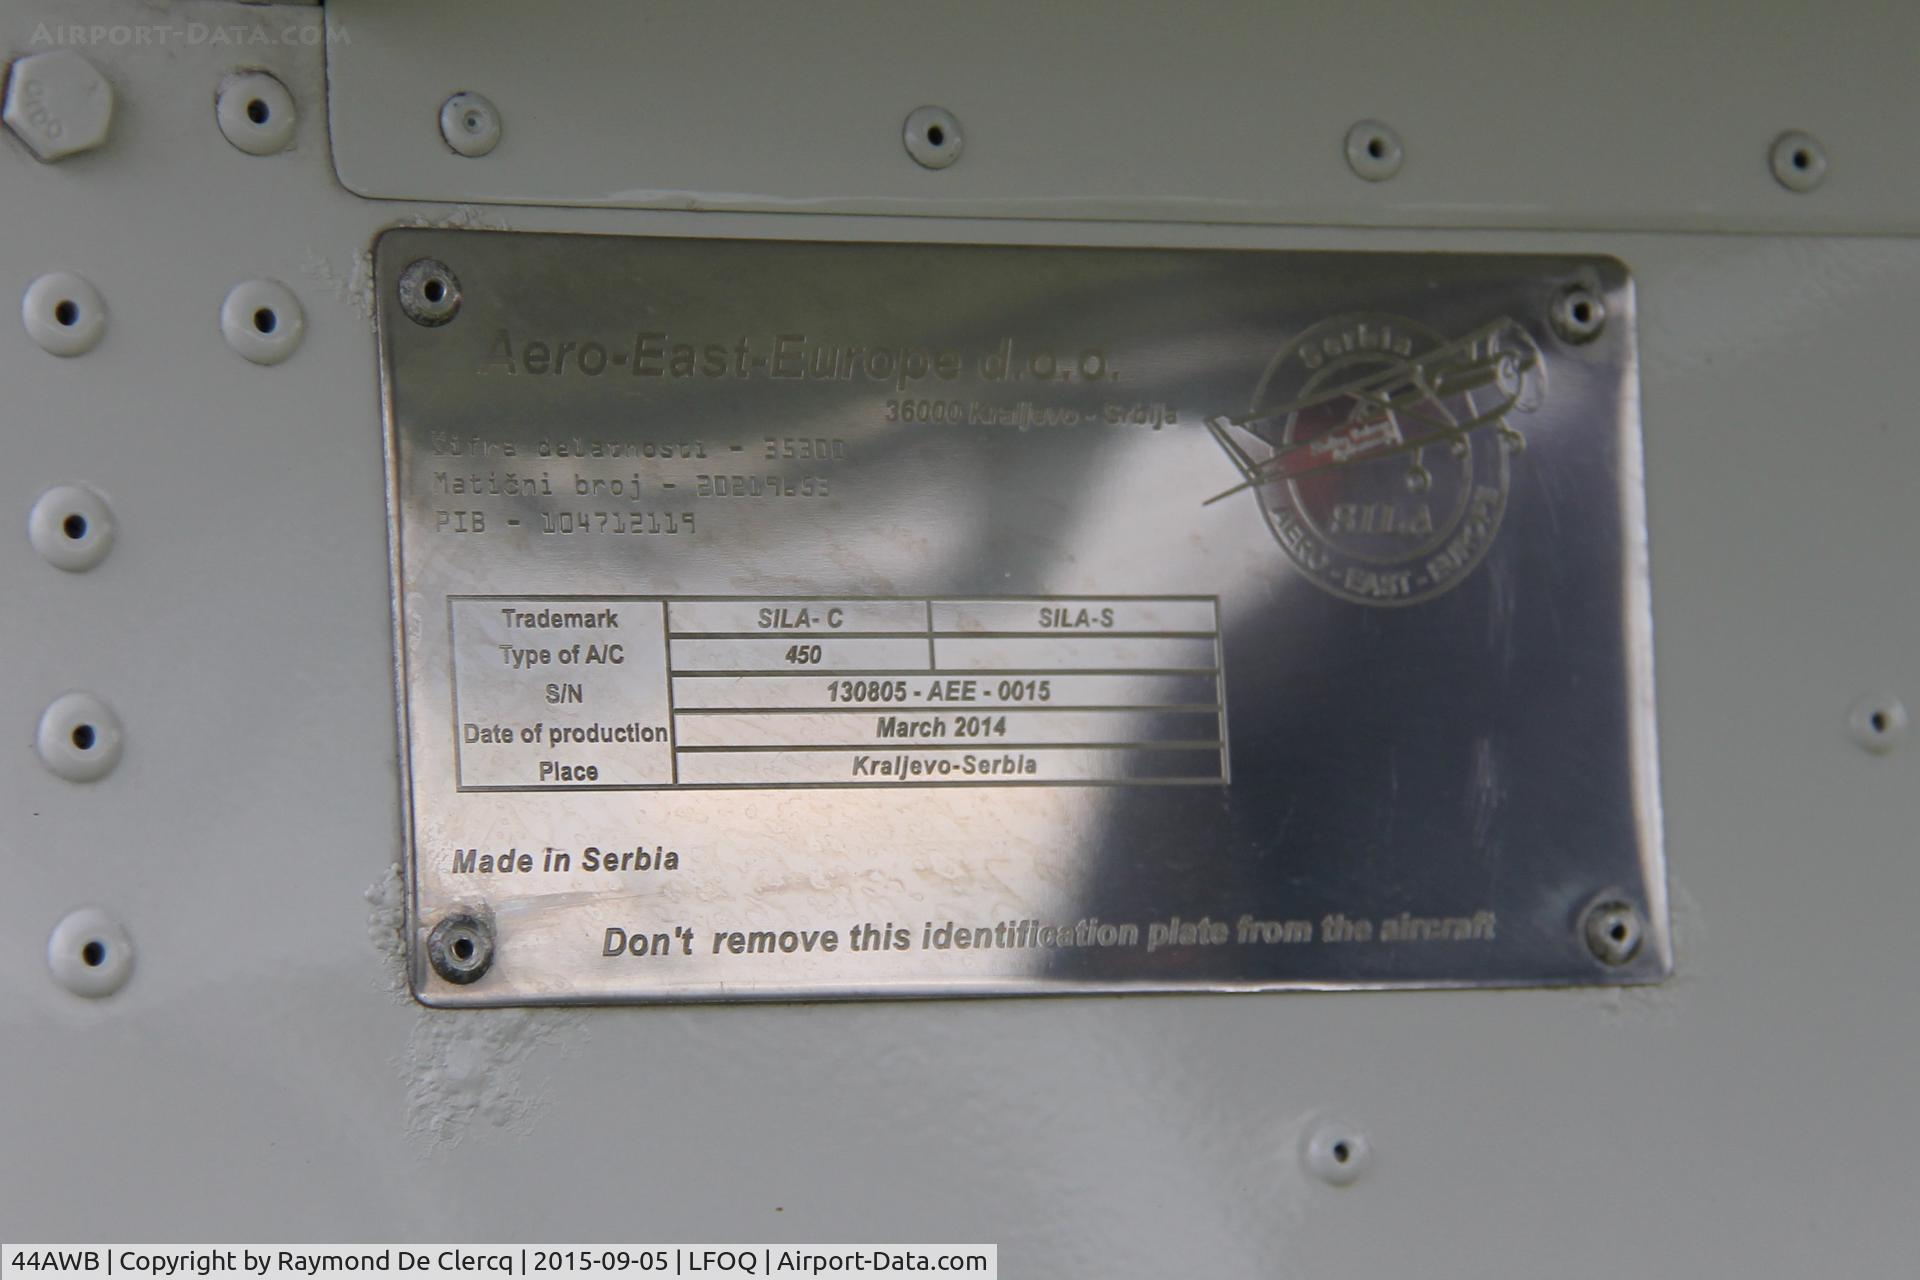 Airport-Data.com
Aero-East-Europe d.o.o.
36000 Kraljevo - Srbija
Šifra delatnosti - 35300
Matični broj - 20219653
PIB - 104712119
Serbia
SILA
AERO - EAST - EUROPE
Trademark SILA- C SILA-S
Type of A/C 450
S/N 130805 - AEE - 0015
Date of production March 2014
Place Kraljevo-Serbia
Made in Serbia
Don't remove this identification plate from the aircraft
44AWB | Copyright by Raymond De Clercq | 2015-09-05 | LFOQ | Airport-Data.com